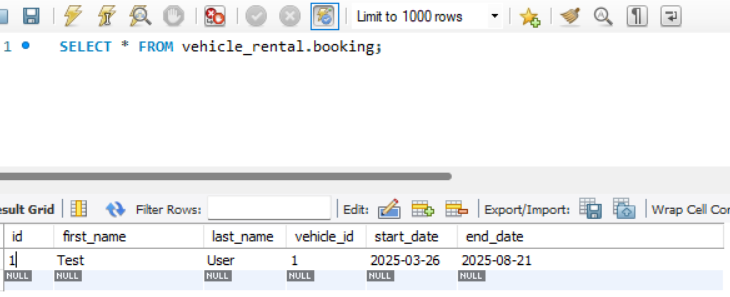 Limit to 1000 rows
1 SELECT * FROM vehicle_rental.booking;
esult Grid Filter Rows: Edit: Export/Import: Wrap Cell Cor
id first_name last_name vehicle_id start_date end_date
1 Test User 1 2025-03-26 2025-08-21
NULL NULL NULL NULL NULL NULL